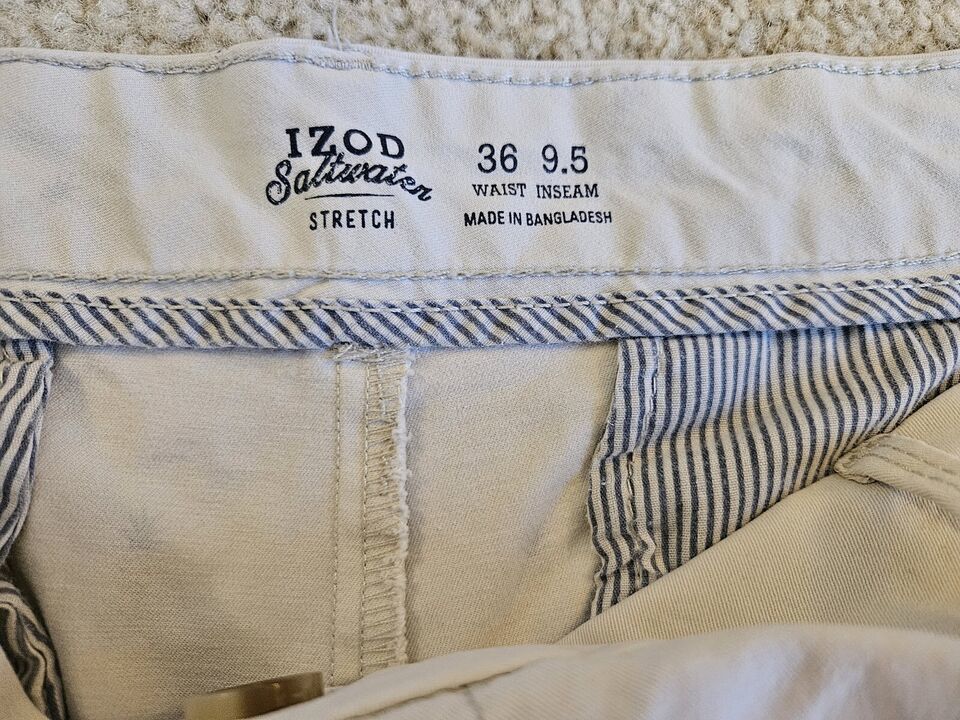 IZOD
Saltwater
STRETCH
36 9.5
WAIST INSEAM
MADE IN BANGLADESH